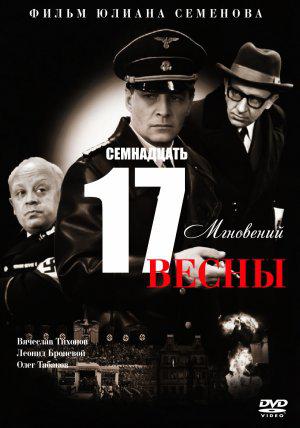 ФИЛЬМ ЮЛИАНА СЕМЕНОВА
СЕМНАДЦАТЬ
17
Мгновений
ВЕСНЫ
Вячеслав Тихонов
Леонид Броневой
Олег Табаков
DVD
VIDEO